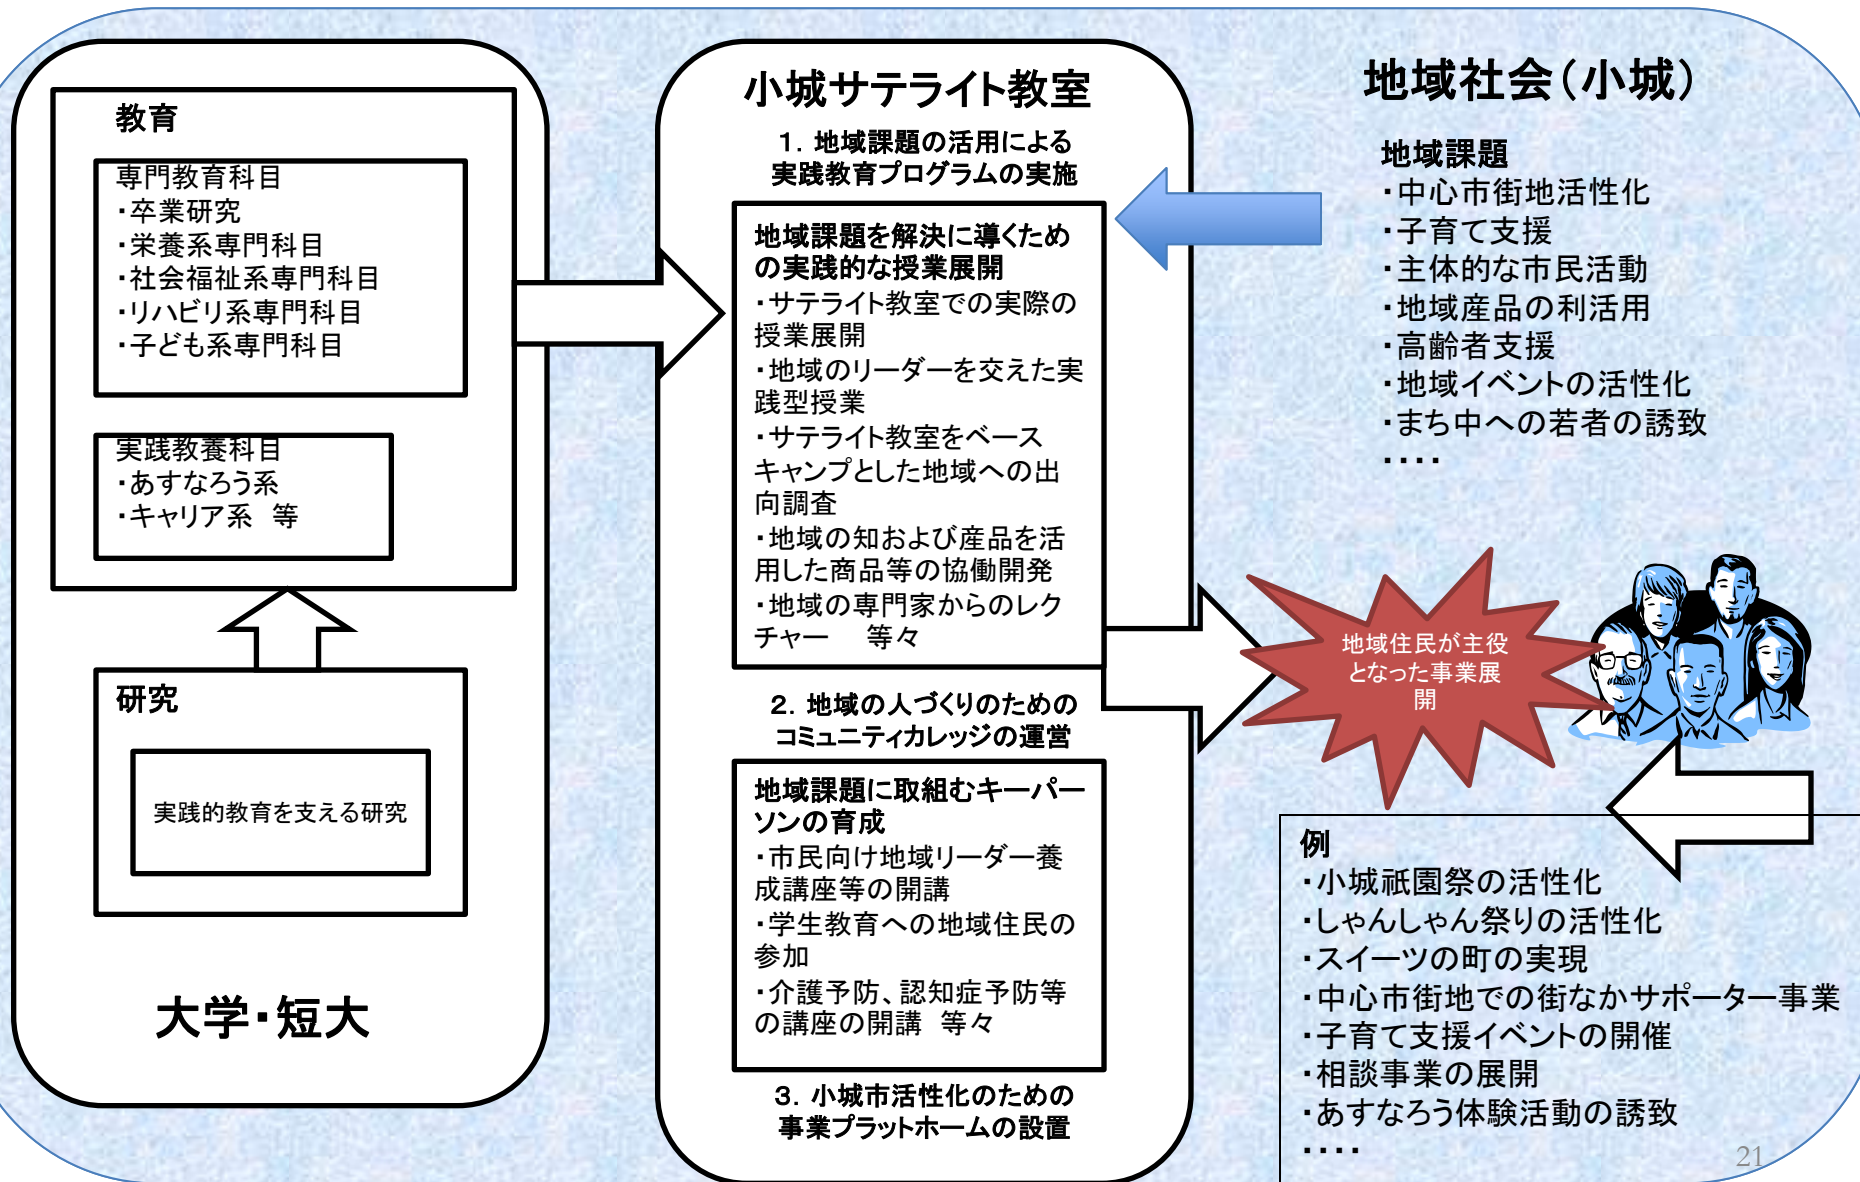 教育
専門教育科目
・卒業研究
・栄養系専門科目
・社会福祉系専門科目
・リハビリ系専門科目
・子ども系専門科目
実践教養科目
・あすなろう系
・キャリア系　等
研究
実践的教育を支える研究
大学・短大
小城サテライト教室
1．地域課題の活用による
実践教育プログラムの実施
地域課題を解決に導くため
の実践的な授業展開
・サテライト教室での実際の
授業展開
・地域のリーダーを交えた実
践型授業
・サテライト教室をベース
キャンプとした地域への出
向調査
・地域の知および産品を活
用した商品等の協働開発
・地域の専門家からのレク
チャー　等々
2．地域の人づくりのための
コミュニティカレッジの運営
地域課題に取組むキーパー
ソンの育成
・市民向け地域リーダー養
成講座等の開講
・学生教育への地域住民の
参加
・介護予防、認知症予防等
の講座の開講　等々
3．小城市活性化のための
事業プラットホームの設置
地域社会（小城）
地域課題
・中心市街地活性化
・子育て支援
・主体的な市民活動
・地域産品の利活用
・高齢者支援
・地域イベントの活性化
・まち中への若者の誘致
・・・・
地域住民が主役
となった事業展
開
例
・小城祇園祭の活性化
・しゃんしゃん祭りの活性化
・スイーツの町の実現
・中心市街地での街なかサポーター事業
・子育て支援イベントの開催
・相談事業の展開
・あすなろう体験活動の誘致
・・・・
21